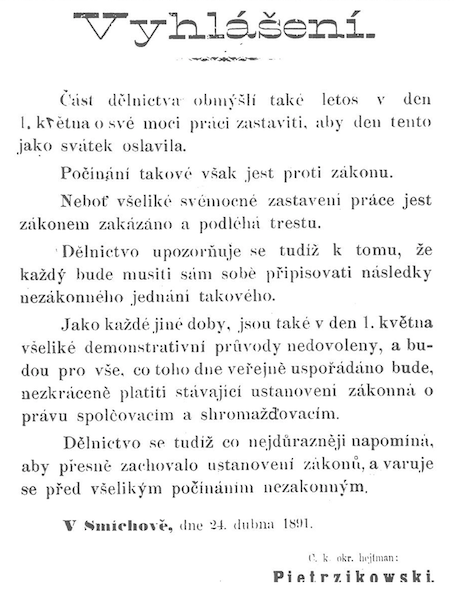 Vyhlášení.
Část dělnictva obmýšlí také letos v den
1. května o své moci práci zastaviti, aby den tento
jako svátek oslavila.
Počínání takové však jest proti zákonu.
Neboť všeliké svémocné zastavení práce jest
zákonem zakázáno a podléhá trestu.
Dělnictvo upozorňuje se tudíž k tomu, že
každý bude musiti sám sobě připisovati následky
nezákonného jednání takového.
Jako každé jiné doby, jsou také v den 1. května
všeliké demonstrativní průvody nedovoleny, a bu-
dou pro vše, co toho dne veřejně uspořádáno bude,
nezkráceně platiti stávající ustanovení zákonná o
právu spolčovacím a shromažďovacím.
Dělnictvo se tudíž co nejdůrazněji napomíná,
aby přesně zachovalo ustanovení zákonů, a varuje
se před všelikým počínáním nezákonným.
V Smíchově, dne 24. dubna 1891.
C. k. okr. hejtman:
Pietrzikowski.